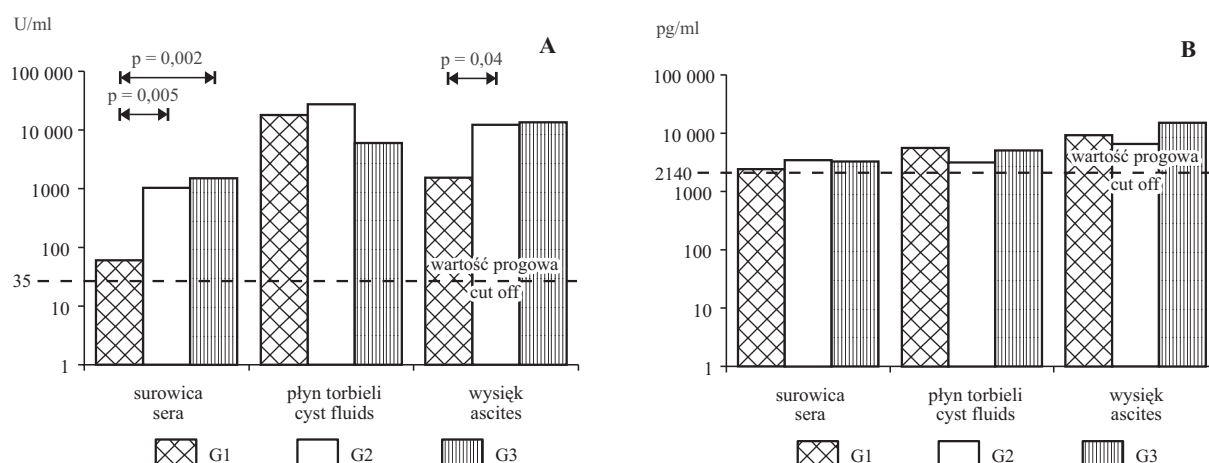 U/ml
A
p = 0,002
p = 0,04
p = 0,005
100 000
10 000
1000
100
35
10
1
wartość progowa
cut off
surowica
sera
płyn torbieli
cyst fluids
wysięk
ascites
G1
G2
G3
pg/ml
B
100 000
10 000
2140
1000
100
10
1
wartość progowa
cut off
surowica
sera
płyn torbieli
cyst fluids
wysięk
ascites
G1
G2
G3